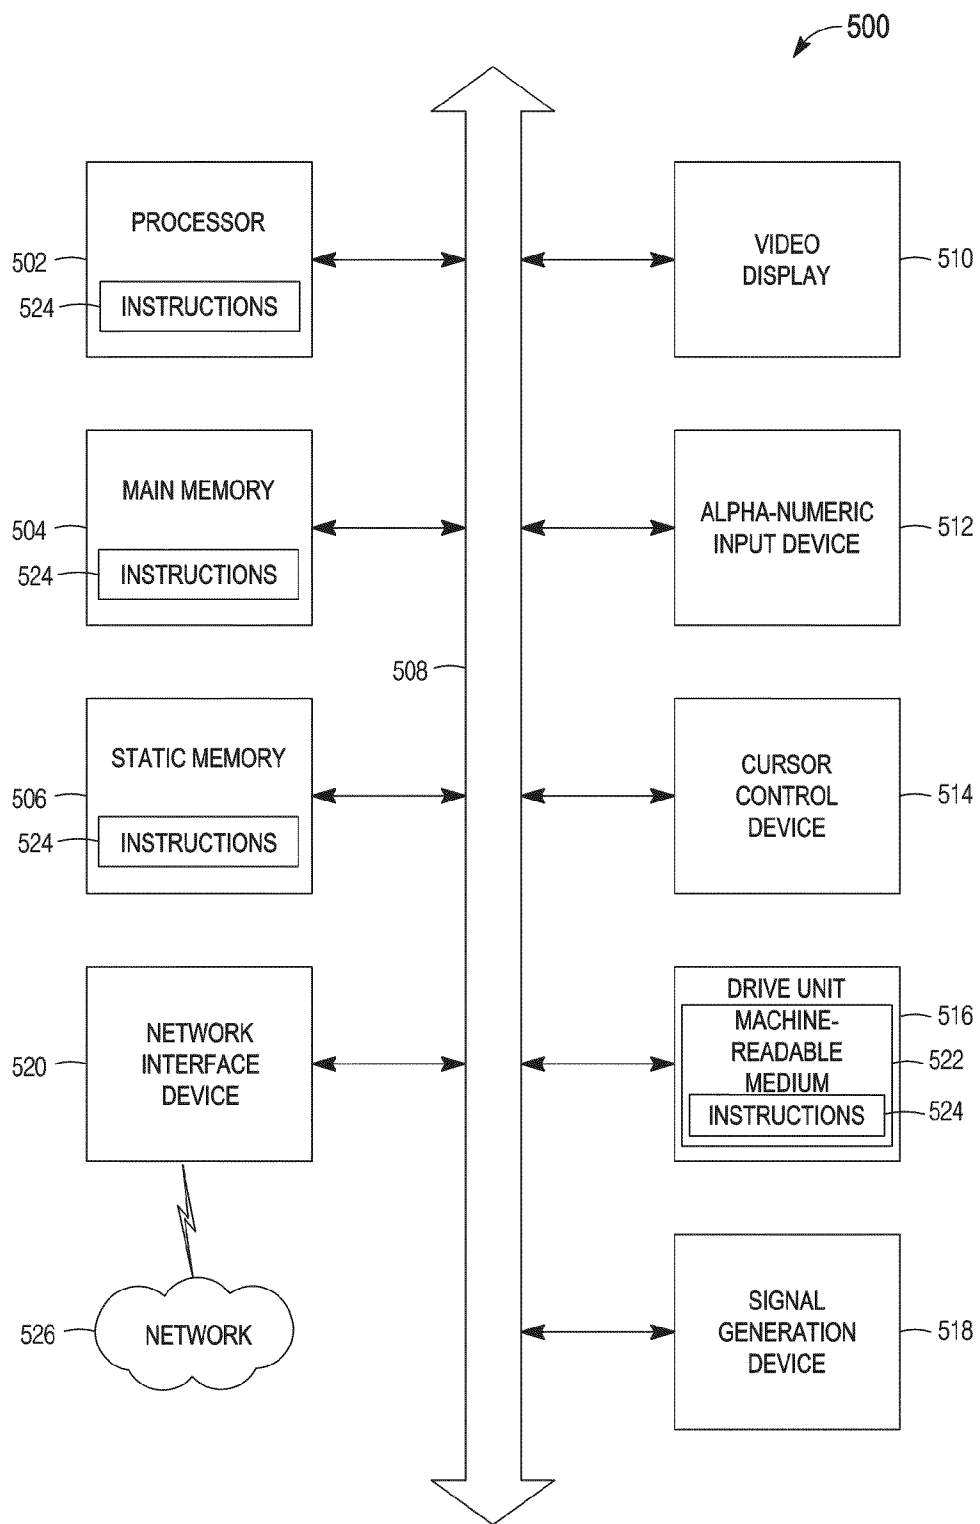 500
PROCESSOR
502
524
INSTRUCTIONS
VIDEO
DISPLAY
510
MAIN MEMORY
504
524
INSTRUCTIONS
ALPHA-NUMERIC
INPUT DEVICE
512
508
STATIC MEMORY
506
524
INSTRUCTIONS
CURSOR
CONTROL
DEVICE
514
NETWORK
INTERFACE
DEVICE
520
DRIVE UNIT
516
MACHINE-
READABLE
MEDIUM
522
INSTRUCTIONS
524
526
NETWORK
SIGNAL
GENERATION
DEVICE
518